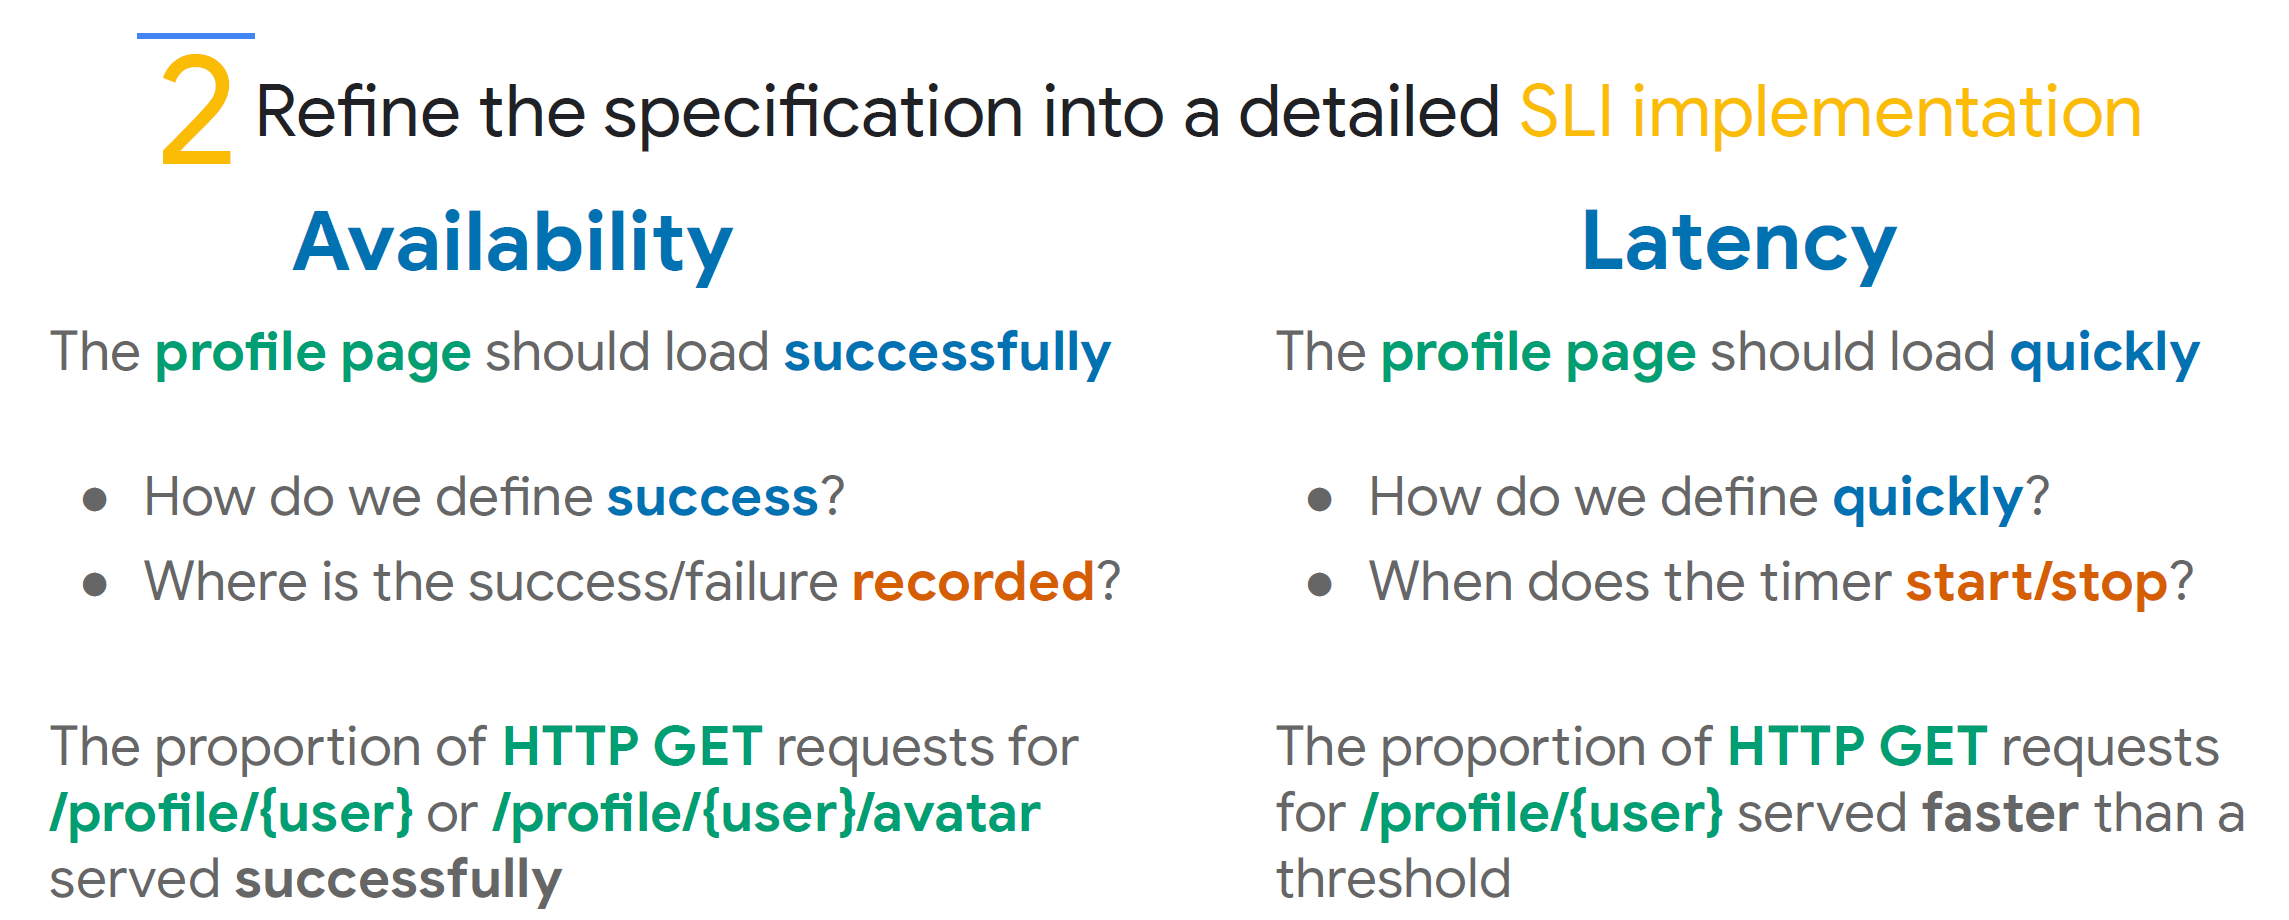 2 Refine the specification into a detailed SLI implementation
Availability
The profile page should load successfully
● How do we define success?
● Where is the success/failure recorded?
The proportion of HTTP GET requests for
/profile/{user} or /profile/{user}/avatar
served successfully
Latency
The profile page should load quickly
● How do we define quickly?
● When does the timer start/stop?
The proportion of HTTP GET requests
for /profile/{user} served faster than a
threshold